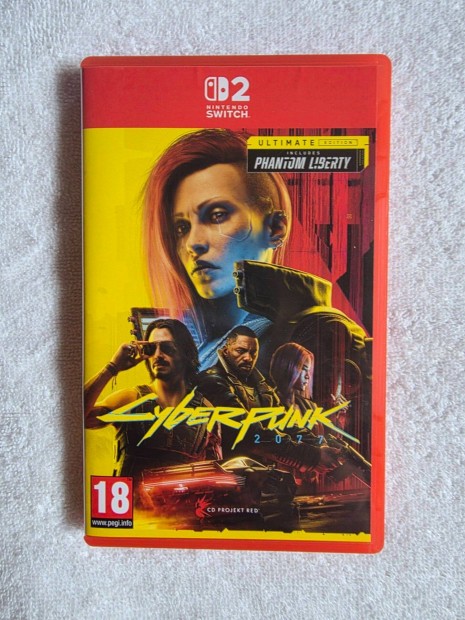 2
NINTENDO
SWITCH
ULTIMATE EDITION
INCLUDES
PHANTOM LIBERTY
CYBERPUNK
2077
18
www.pegi.info
CD PROJEKT RED